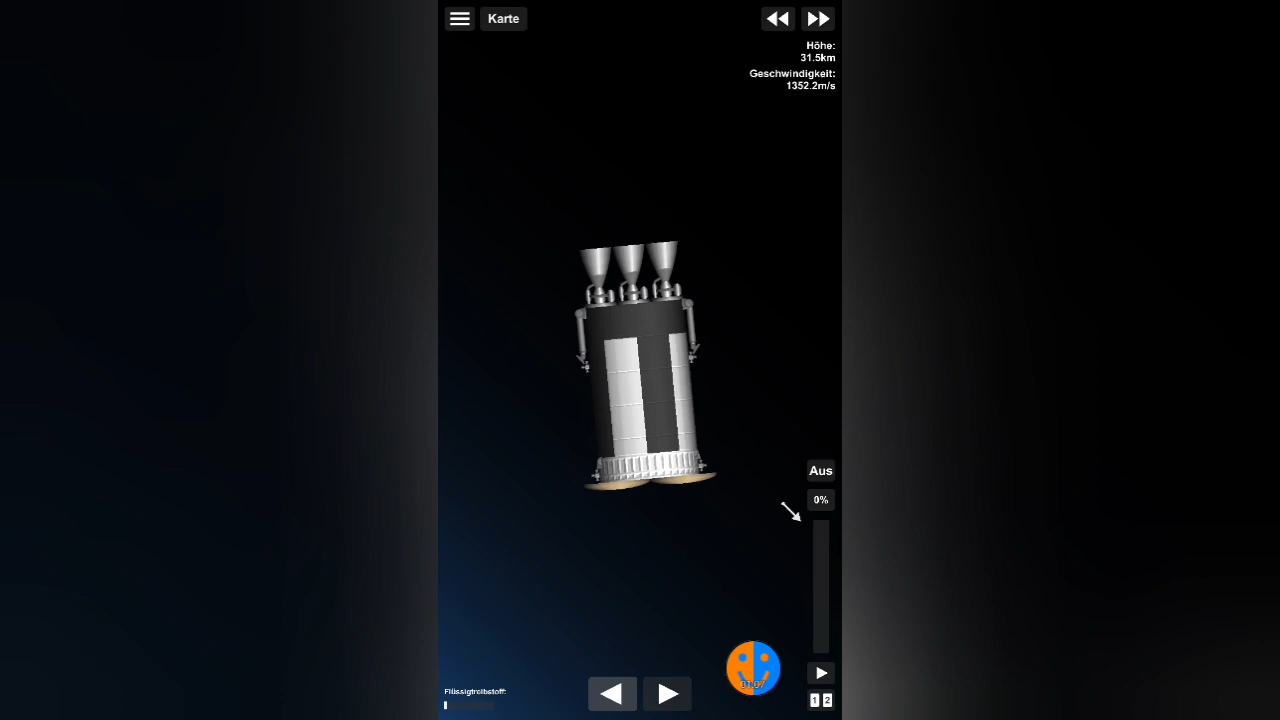 Karte
Höhe:
31.5km
Geschwindigkeit:
1352.2m/s
Aus
0%
Flüssigtreibstoff:
1 2